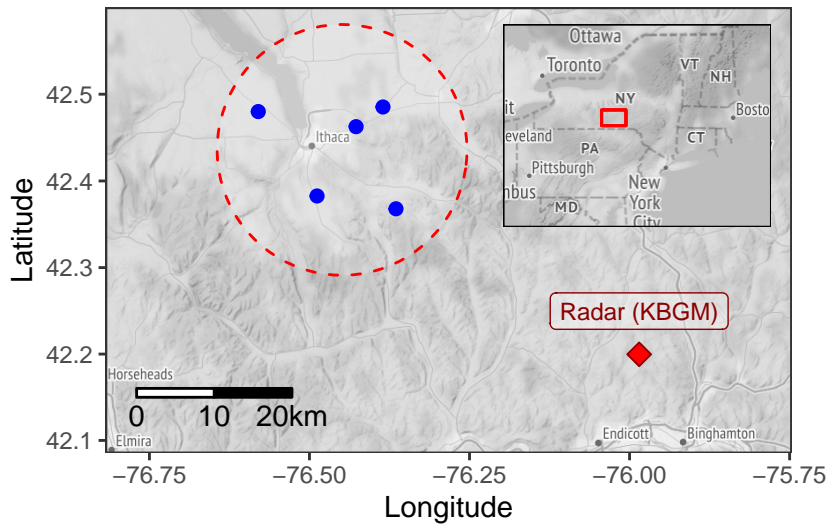 Latitude
42.5
42.4
42.3
42.2
42.1
Ithaca
Horseheads
Elmira
0 10 20km
Radar (KBGM)
Endicott
Binghamton
Ottawa
Toronto
VT
NH
NY
it
Bosto
eveland
CT
PA
Pittsburgh
nbus
New
York
City
MD
−76.75 −76.50 −76.25 −76.00 −75.75
Longitude